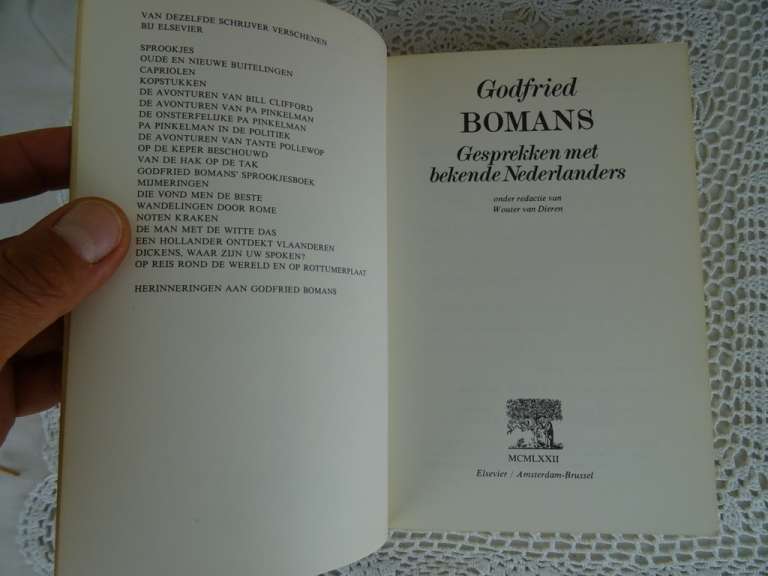 VAN DEZELFDE SCHRIJVER VERSCHENEN
BIJ ELSEVIER
SPROOKJES
OUDE EN NIEUWE BUITELINGEN
CAPRIOLEN
KOPSTUKKEN
DE AVONTUREN VAN BILL CLIFFORD
DE AVONTUREN VAN PA PINKELMAN
DE ONSTERFELIJKE PA PINKELMAN
PA PINKELMAN IN DE POLITIEK
DE AVONTUREN VAN TANTE POLLEWOP
OP DE KEPER BESCHOUWD
VAN DE HAK OP DE TAK
GODFRIED BOMANS' SPROOKJESBOEK
MIJMERINGEN
DIE VOND MEN DE BESTE
WANDELINGEN DOOR ROME
NOTEN KRAKEN
DE MAN MET DE WITTE DAS
EEN HOLLANDER ONTDEKT VLAANDEREN
DICKENS, WAAR ZIJN UW SPOKEN?
OP REIS ROND DE WERELD EN OP ROTTUMERPLAAT
HERINNERINGEN AAN GODFRIED BOMANS
Godfried
BOMANS
Gesprekken met
bekende Nederlanders
onder redactie van
Wouter van Dieren
MCMLXXII
Elsevier / Amsterdam-Brussel